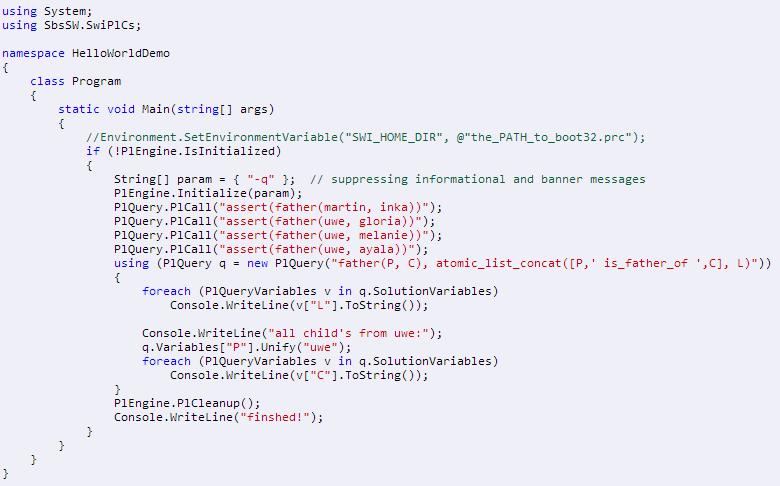 using System;
using SbsSW.SwiPlCs;

namespace HelloWorldDemo
{
    class Program
    {
        static void Main(string[] args)
        {
            //Environment.SetEnvironmentVariable("SWI_HOME_DIR", @"the_PATH_to_boot32.prc");
            if (!PlEngine.IsInitialized)
            {
                String[] param = { "-q" };  // suppressing informational and banner messages
                PlEngine.Initialize(param);
                PlQuery.PlCall("assert(father(martin, inka))");
                PlQuery.PlCall("assert(father(uwe, gloria))");
                PlQuery.PlCall("assert(father(uwe, melanie))");
                PlQuery.PlCall("assert(father(uwe, ayala))");
                using (PlQuery q = new PlQuery("father(P, C), atomic_list_concat([P,' is_father_of ',C], L)"))
                {
                    foreach (PlQueryVariables v in q.SolutionVariables)
                        Console.WriteLine(v["L"].ToString());

                    Console.WriteLine("all child's from uwe:");
                    q.Variables["P"].Unify("uwe");
                    foreach (PlQueryVariables v in q.SolutionVariables)
                        Console.WriteLine(v["C"].ToString());
                }
                PlEngine.PlCleanup();
                Console.WriteLine("finshed!");
            }
        }
    }
}